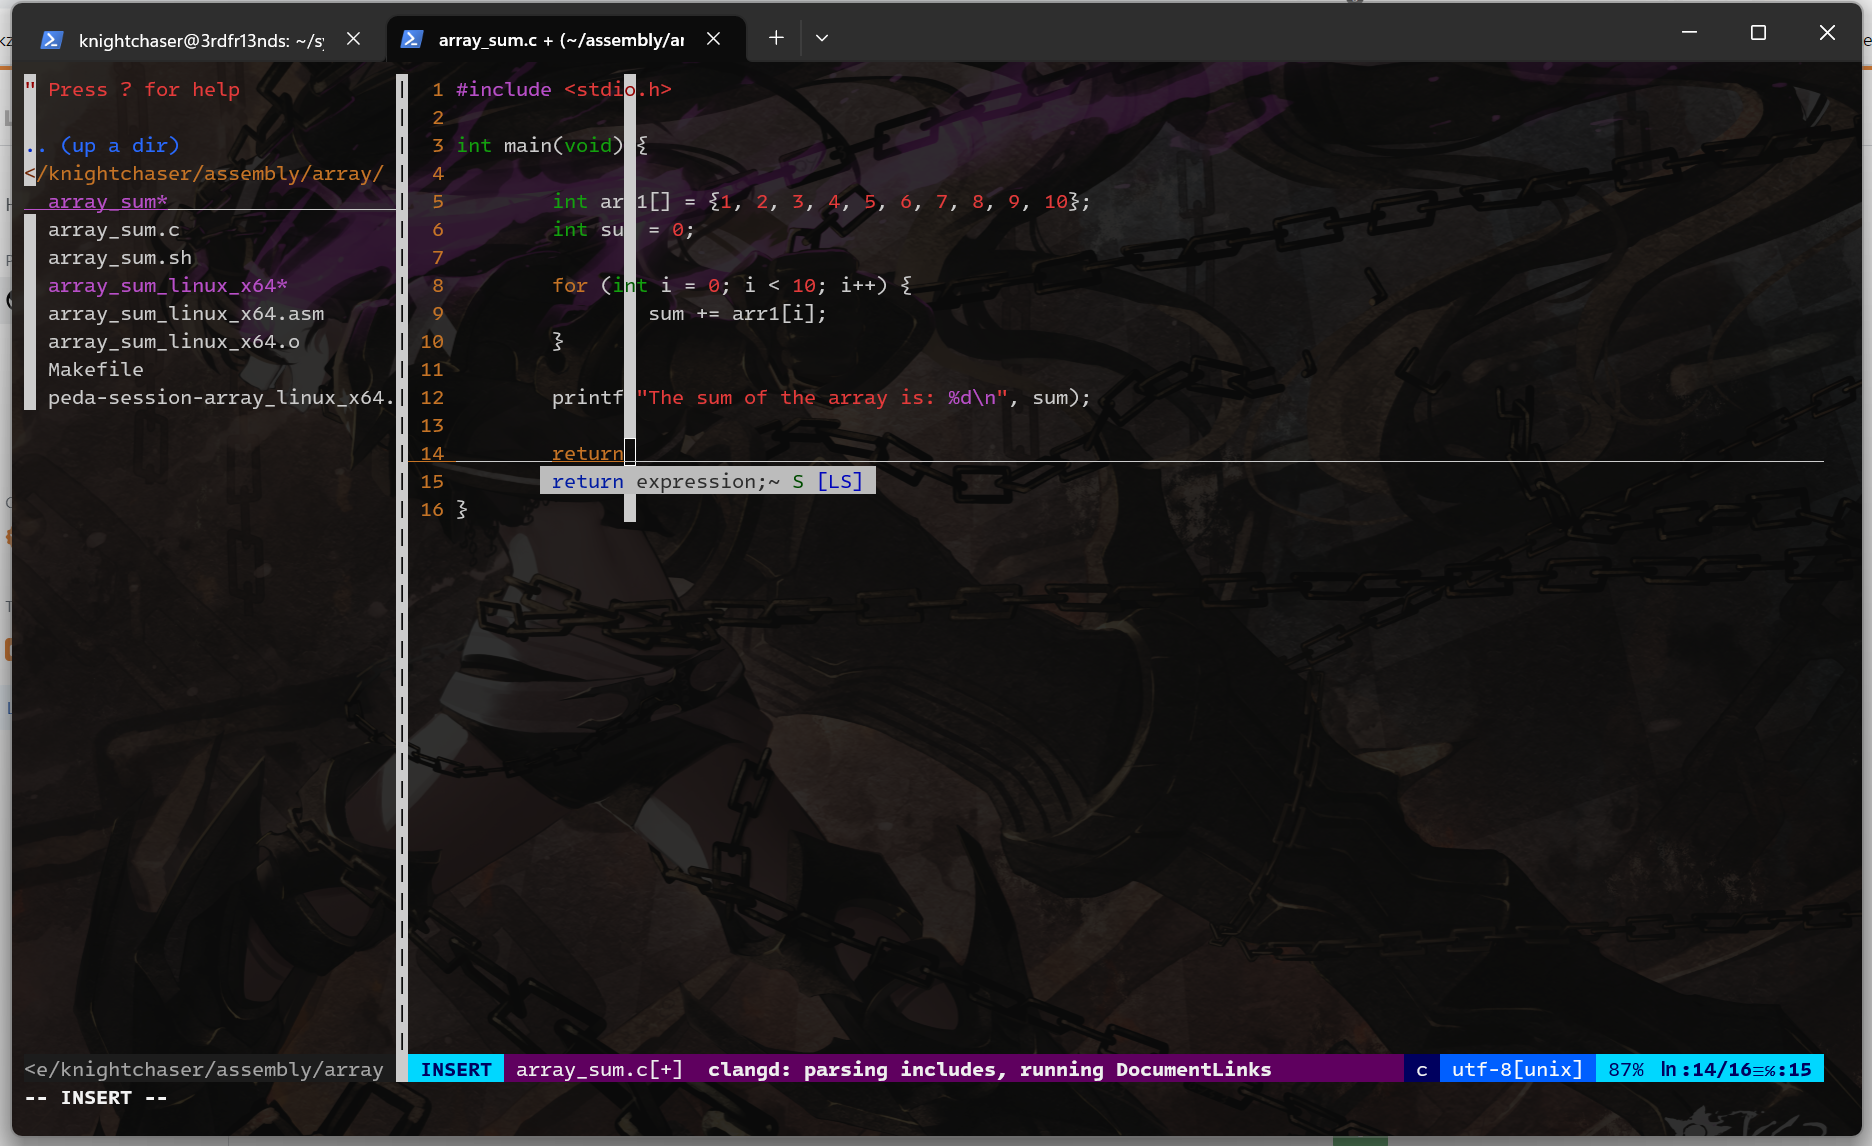 knightchaser@3rdfr13nds: ~/sy
array_sum.c + (~/assembly/ar
" Press ? for help
.. (up a dir)
</knightchaser/assembly/array/
array_sum*
array_sum.c
array_sum.sh
array_sum_linux_x64*
array_sum_linux_x64.asm
array_sum_linux_x64.o
Makefile
peda-session-array_linux_x64.
1 #include <stdio.h>
2
3 int main(void) {
4
5 int arr1[] = {1, 2, 3, 4, 5, 6, 7, 8, 9, 10};
6 int su = 0;
7
8 for (int i = 0; i < 10; i++) {
9 sum += arr1[i];
10 }
11
12 printf "The sum of the array is: %d\n", sum);
13
14 return
15 return expression;~ S [LS]
16 }
<e/knightchaser/assembly/array
INSERT array_sum.c[+] clangd: parsing includes, running DocumentLinks c utf-8[unix] 87% ln:14/16≡℅:15
-- INSERT --